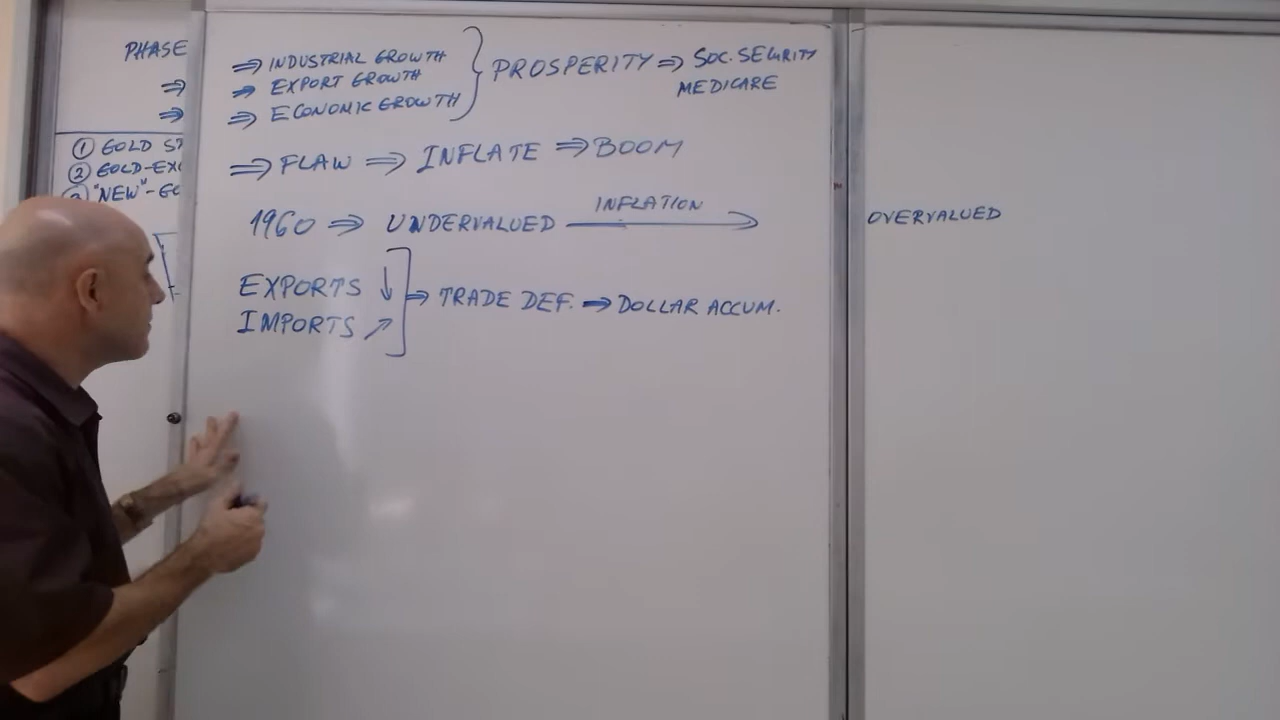 PHASE
⇒
⇒
① GOLD ST
② GOLD-EXC
③ "NEW"-GO
⇒ INDUSTRIAL GROWTH
⇒ EXPORT GROWTH
⇒ ECONOMIC GROWTH
} PROSPERITY ⇒ SOC. SECURITY
MEDICARE
⇒ FLAW ⇒ INFLATE ⇒ BOOM
INFLATION
1960 ⇒ UNDERVALUED → OVERVALUED
EXPORTS ↓
IMPORTS ↗
⇒ TRADE DEF. ⇒ DOLLAR ACCUM.